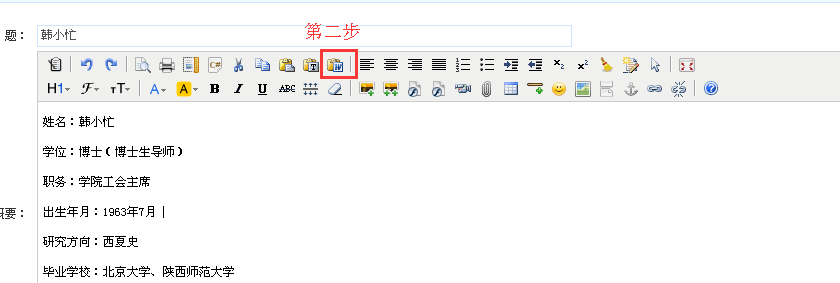 第二步
题： 韩小忙
H1 ℱ тT A A B I U ABC
姓名：韩小忙
学位：博士（博士生导师）
职务：学院工会主席
概要： 出生年月：1963年7月
研究方向：西夏史
毕业学校：北京大学、陕西师范大学